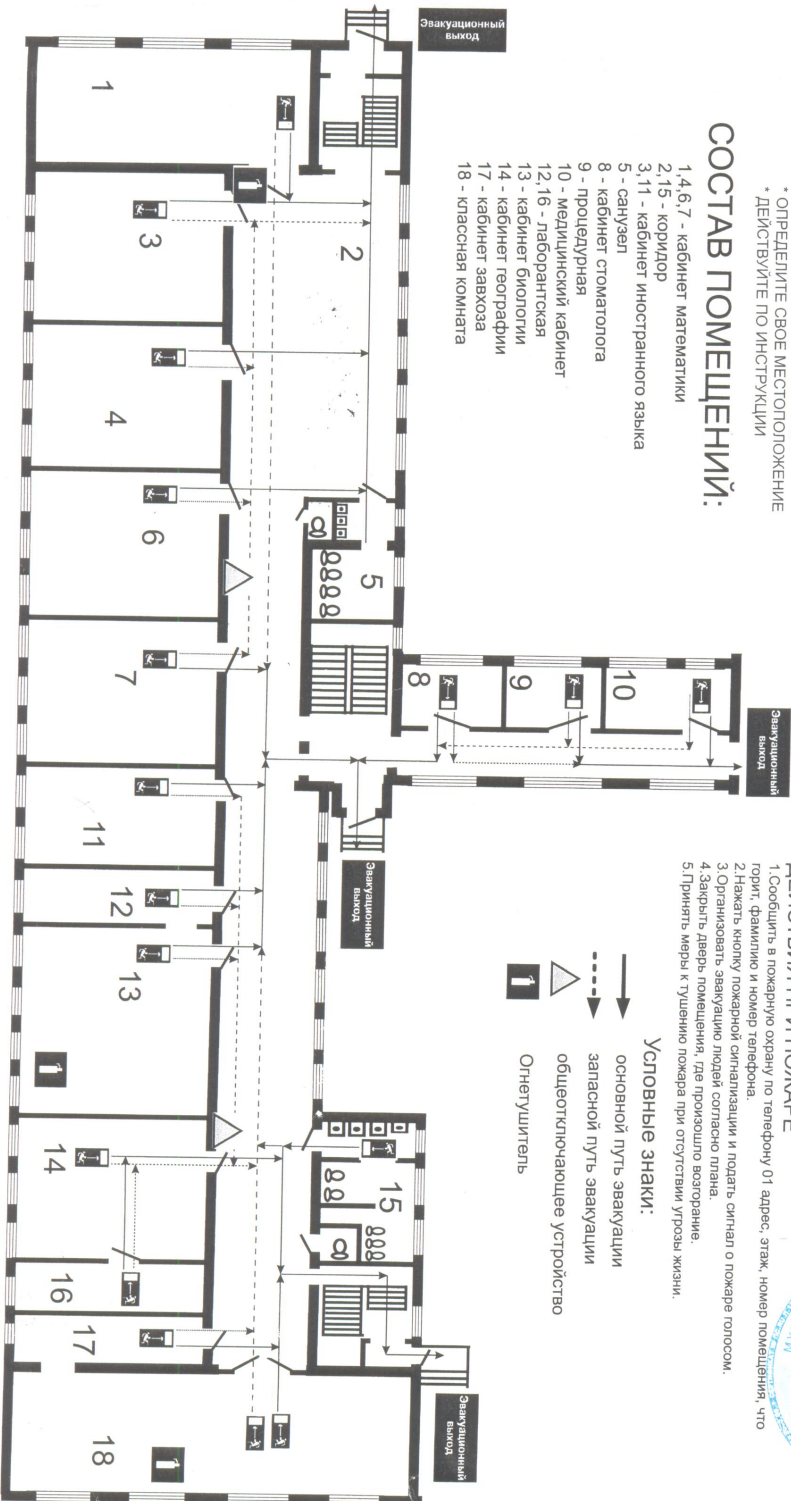 * ОПРЕДЕЛИТЕ СВОЕ МЕСТОПОЛОЖЕНИЕ
* ДЕЙСТВУЙТЕ ПО ИНСТРУКЦИИ
СОСТАВ ПОМЕЩЕНИЙ:
1,4,6,7 - кабинет математики
2,15 - коридор
3,11 - кабинет иностранного языка
5 - санузел
8 - кабинет стоматолога
9 - процедурная
10 - медицинский кабинет
12,16 - лаборантская
13 - кабинет биологии
14 - кабинет географии
17 - кабинет завхоза
18 - классная комната
ДЕЙСТВИЯ ПРИ ПОЖАРЕ
1.Сообщить в пожарную охрану по телефону 01 адрес, этаж, номер помещения, что
горит, фамилию и номер телефона.
2.Нажать кнопку пожарной сигнализации и подать сигнал о пожаре голосом.
3.Организовать эвакуацию людей согласно плана.
4.Закрыть дверь помещения, где произошло возгорание.
5.Принять меры к тушению пожара при отсутствии угрозы жизни.
Условные знаки:
основной путь эвакуации
запасной путь эвакуации
общеотключающее устройство
Огнетушитель
Эвакуационный
выход
Эвакуационный
выход
Эвакуационный
выход
Эвакуационный
выход
1
2
3
4
5
6
7
8
9
10
11
12
13
14
15
16
17
18